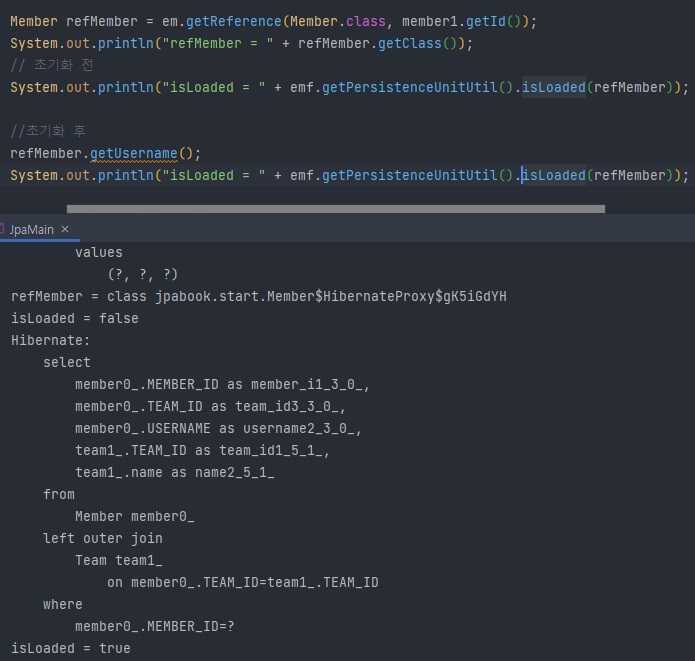 Member refMember = em.getReference(Member.class, member1.getId());
System.out.println("refMember = " + refMember.getClass());
// 초기화 전
System.out.println("isLoaded = " + emf.getPersistenceUnitUtil().isLoaded(refMember));
//초기화 후
refMember.getUsername();
System.out.println("isLoaded = " + emf.getPersistenceUnitUtil().isLoaded(refMember));
JpaMain ×
values
(?, ?, ?)
refMember = class jpabook.start.Member$HibernateProxy$gK5iGdYH
isLoaded = false
Hibernate:
select
member0_.MEMBER_ID as member_i1_3_0_,
member0_.TEAM_ID as team_id3_3_0_,
member0_.USERNAME as username2_3_0_,
team1_.TEAM_ID as team_id1_5_1_,
team1_.name as name2_5_1_
from
Member member0_
left outer join
Team team1_
on member0_.TEAM_ID=team1_.TEAM_ID
where
member0_.MEMBER_ID=?
isLoaded = true